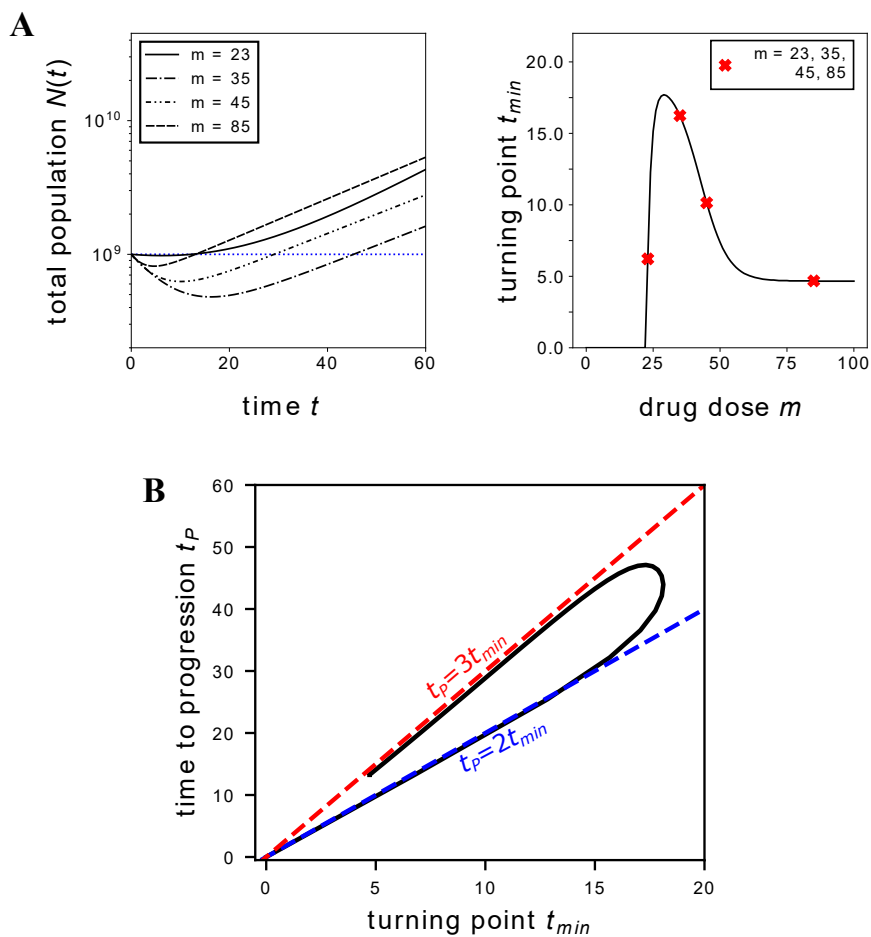 A
total population N(t)
10^10
10^9
m = 23
m = 35
m = 45
m = 85
0
20
40
60
time t
turning point t_min
20.0
15.0
10.0
5.0
0.0
m = 23, 35,
45, 85
0
25
50
75
100
drug dose m
B
time to progression t_P
60
50
40
30
20
10
0
t_P=3t_min
t_P=2t_min
0
5
10
15
20
turning point t_min